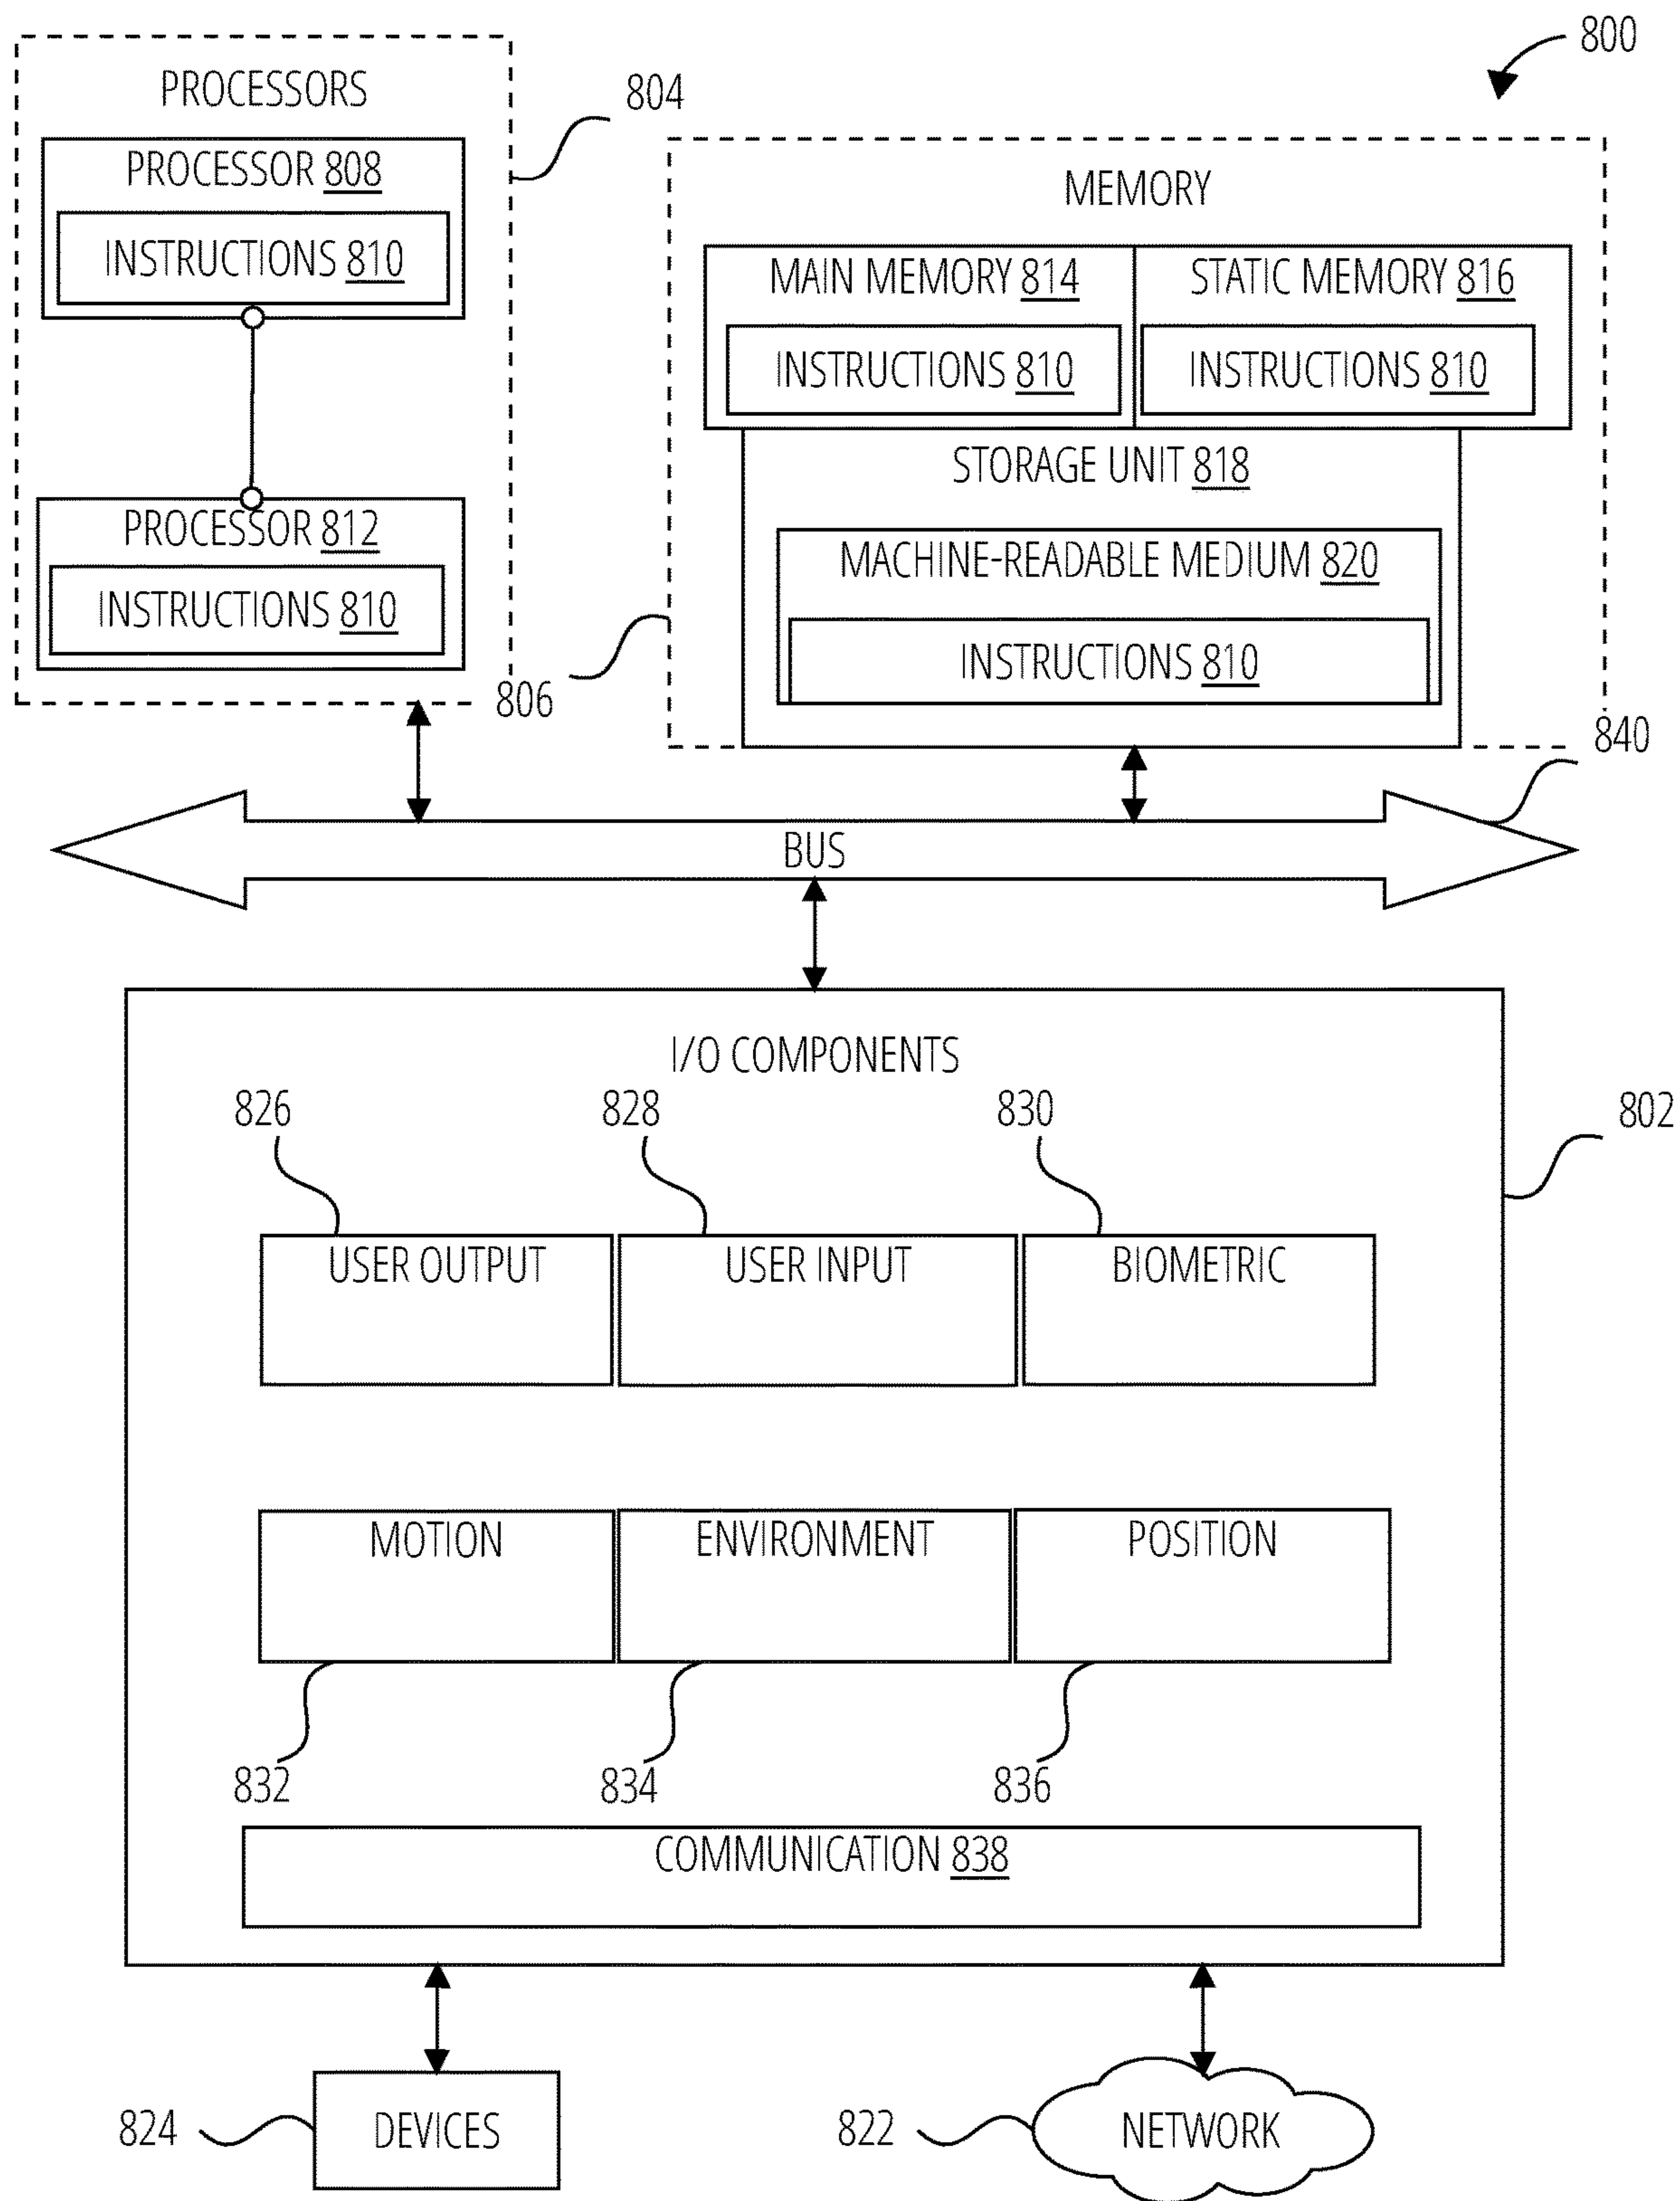 800
PROCESSORS
804
PROCESSOR 808
INSTRUCTIONS 810
PROCESSOR 812
INSTRUCTIONS 810
MEMORY
MAIN MEMORY 814
INSTRUCTIONS 810
STATIC MEMORY 816
INSTRUCTIONS 810
STORAGE UNIT 818
MACHINE-READABLE MEDIUM 820
INSTRUCTIONS 810
806
840
BUS
I/O COMPONENTS
802
826
828
830
USER OUTPUT
USER INPUT
BIOMETRIC
MOTION
ENVIRONMENT
POSITION
832
834
836
COMMUNICATION 838
824
DEVICES
822
NETWORK